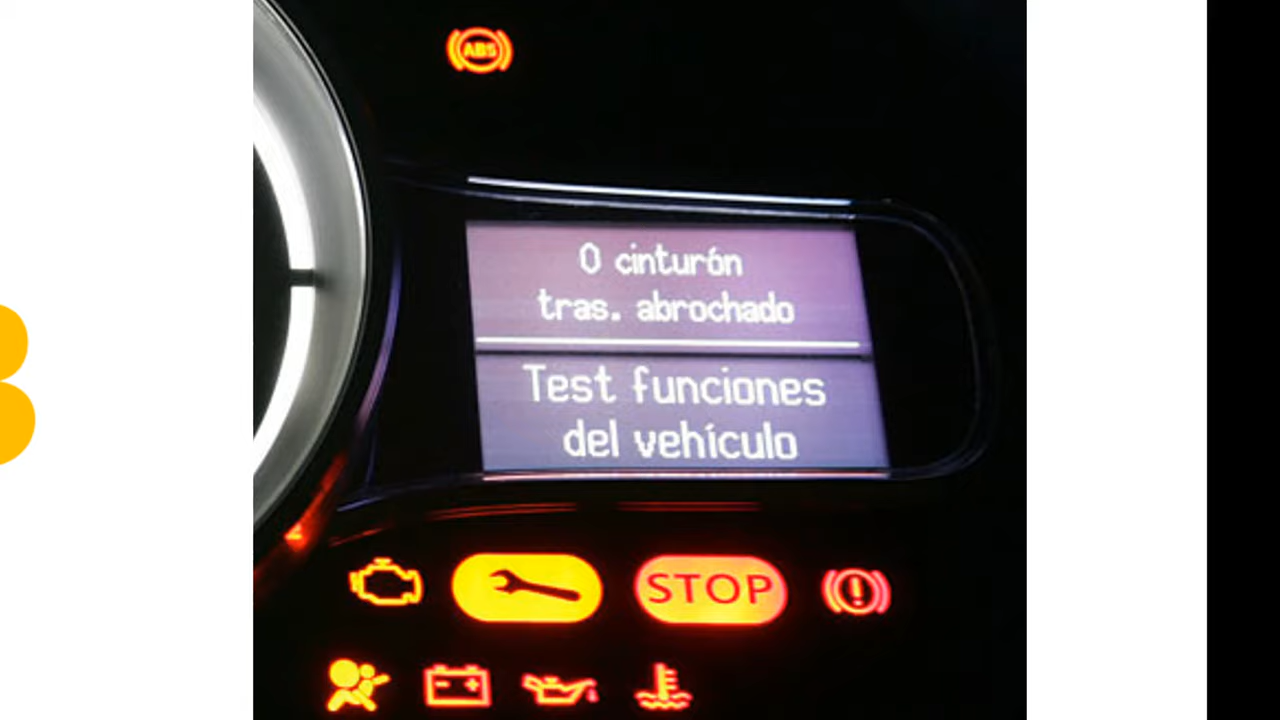 ABS
0 cinturón
tras. abrochado
Test funciones
del vehículo
STOP